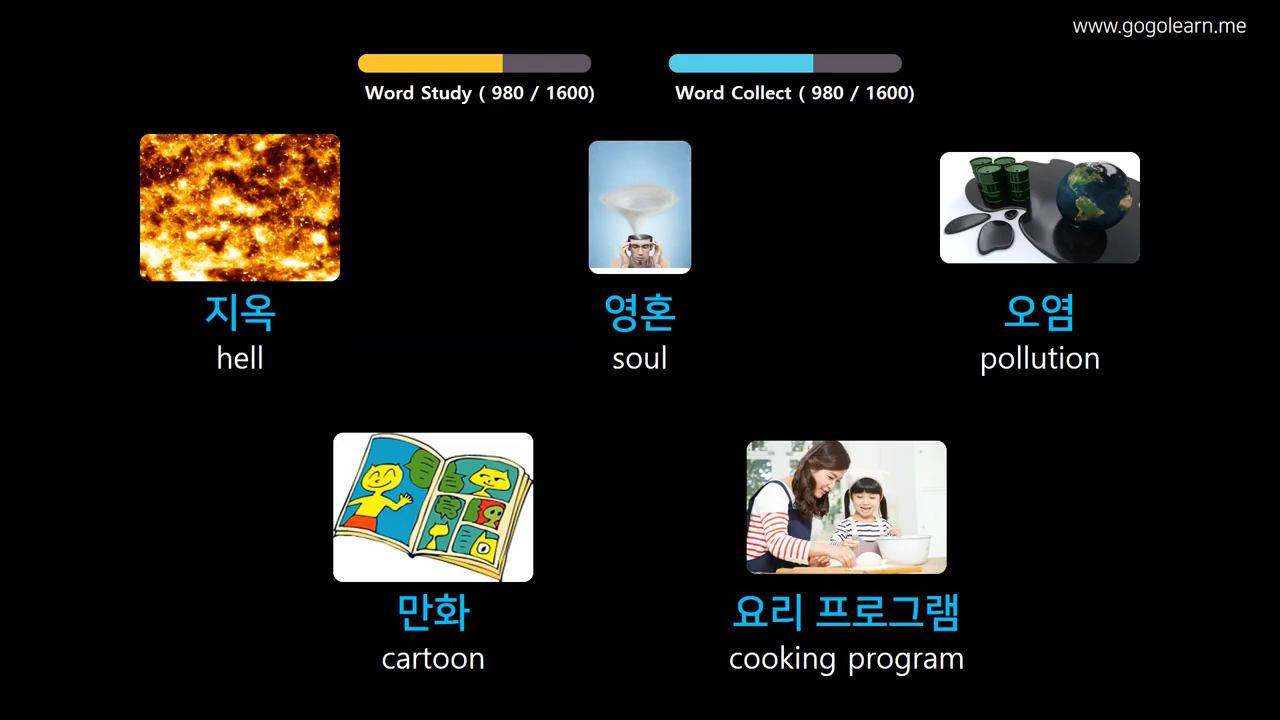 www.gogolearn.me
Word Study ( 980 / 1600)
Word Collect ( 980 / 1600)
지옥
hell
영혼
soul
오염
pollution
만화
cartoon
요리 프로그램
cooking program